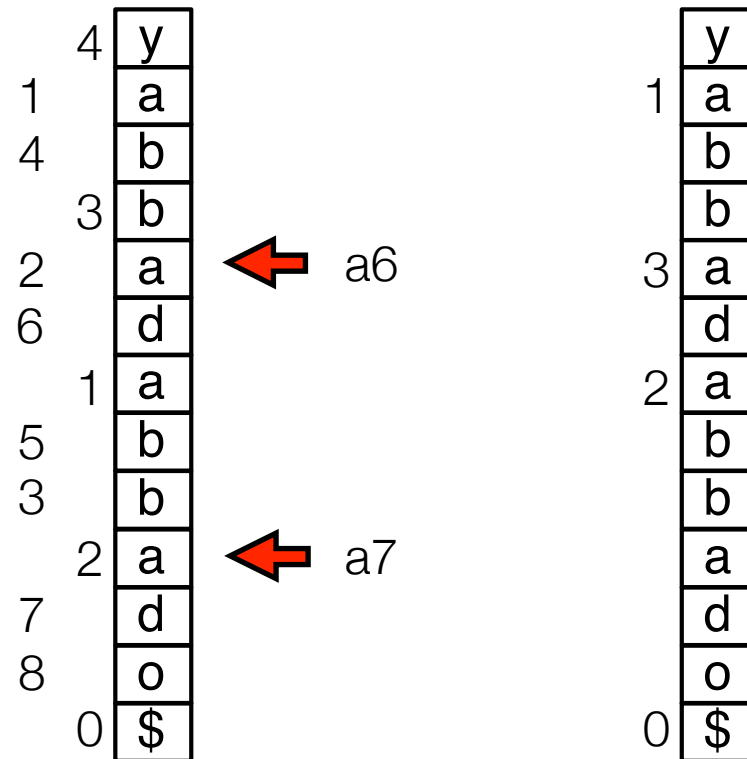 4 y y
1 a 1 a
4 b b
3 b b
2 a a6 3 a
6 d d
1 a 2 a
5 b b
3 b b
2 a a7 a
7 d d
8 o o
0 $ 0 $